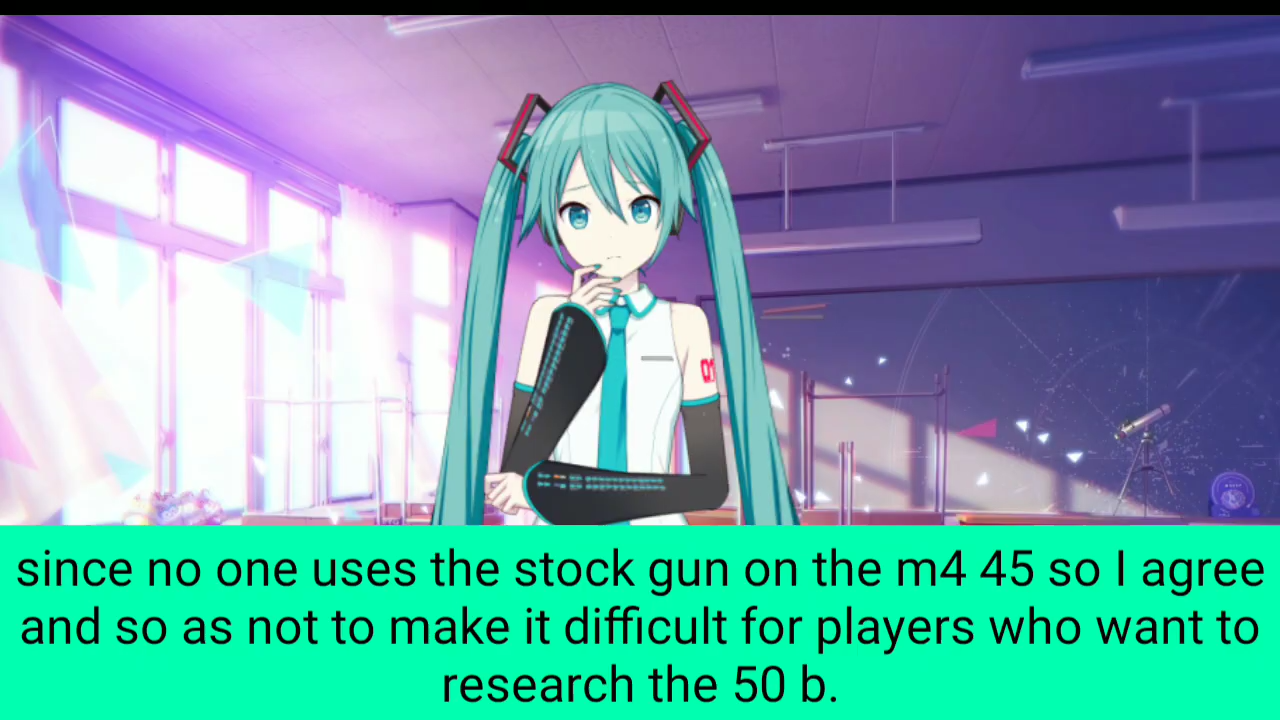 since no one uses the stock gun on the m4 45 so I agree
and so as not to make it difficult for players who want to
research the 50 b.